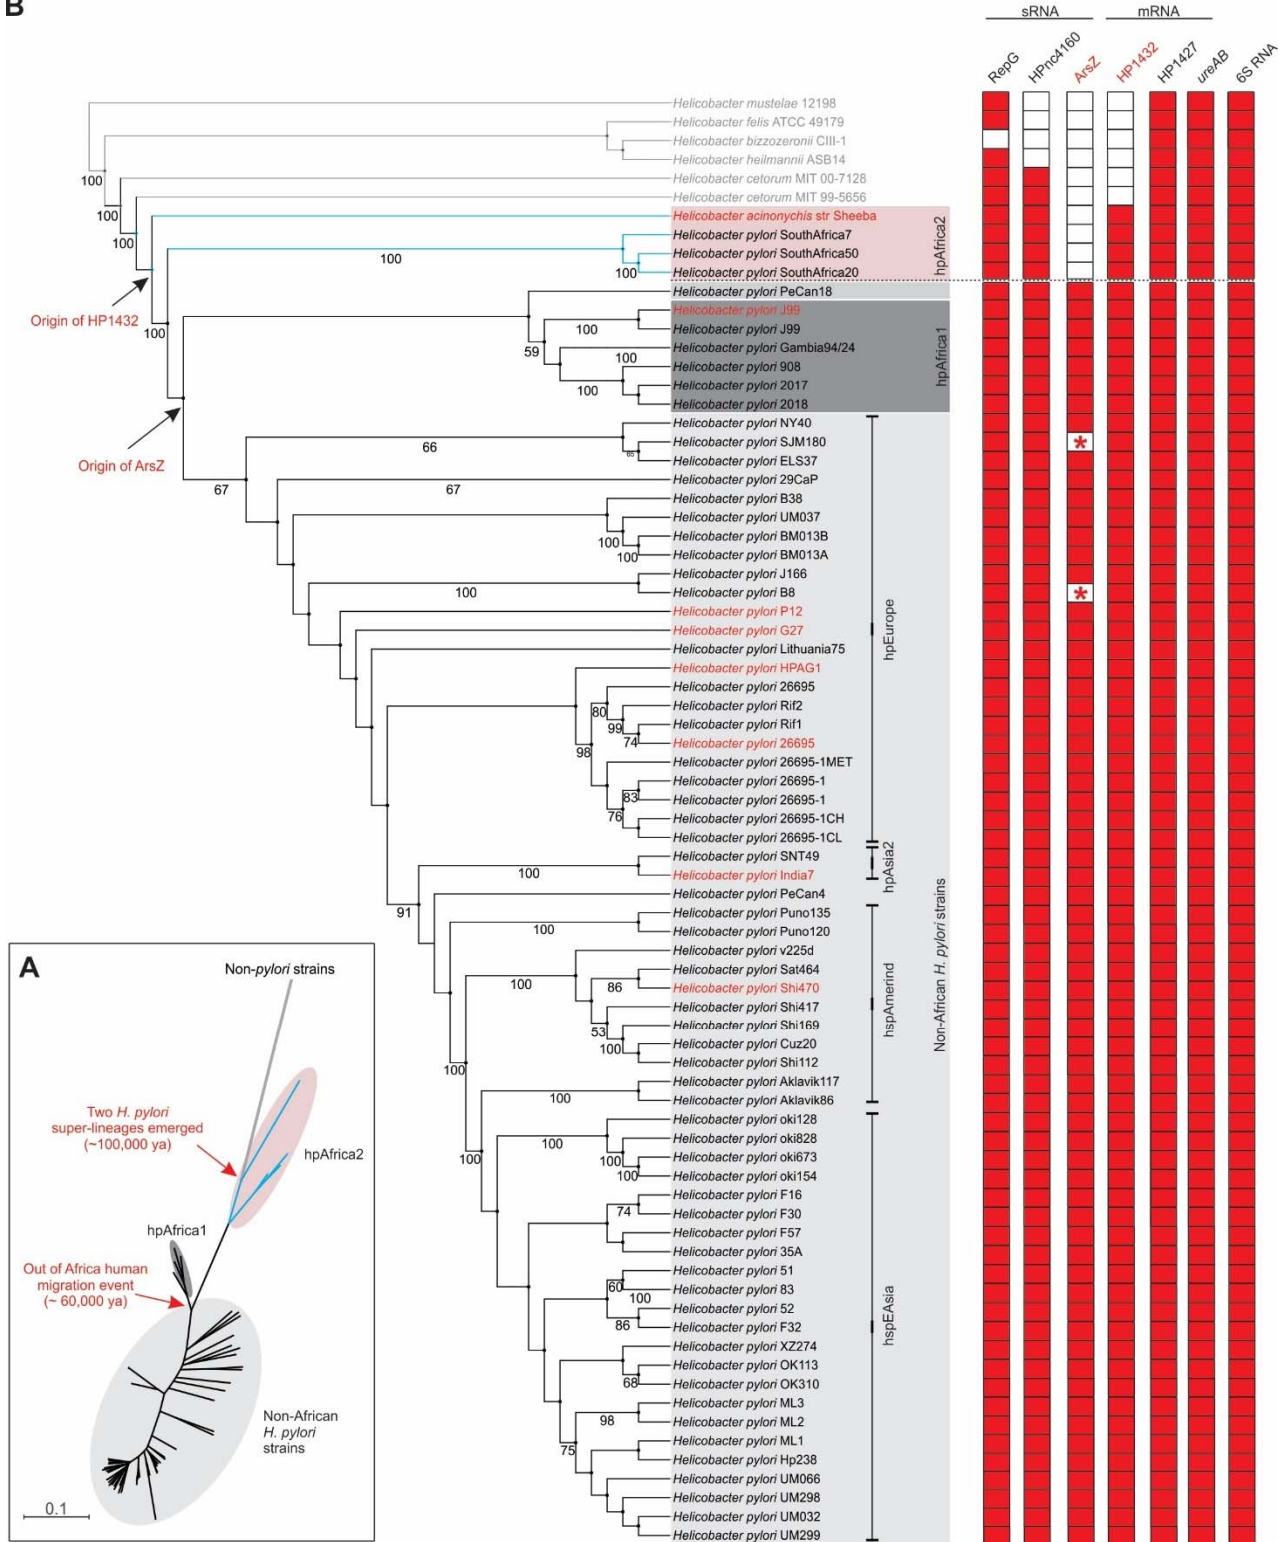 B
sRNA mRNA
RepG HPnc4160 ArsZ HP1432 HP1427 ureAB 6S RNA
Helicobacter mustelae 12198
Helicobacter felis ATCC 49179
Helicobacter bizzozeronii CIII-1
Helicobacter heilmannii ASB14
100
Helicobacter cetorum MIT 00-7128
Helicobacter cetorum MIT 99-5656
100
Helicobacter acinonychis str Sheeba
Helicobacter pylori SouthAfrica7
100
Helicobacter pylori SouthAfrica50
100
Helicobacter pylori SouthAfrica20
100
hpAfrica2
Helicobacter pylori PeCan18
Helicobacter pylori J99
Origin of HP1432
100
Helicobacter pylori J99
100
Helicobacter pylori Gambia94/24
59
100
Helicobacter pylori 908
Helicobacter pylori 2017
100
Helicobacter pylori 2018
hpAfrica1
Helicobacter pylori NY40
Helicobacter pylori SJM180
*
66
65
Helicobacter pylori ELS37
Origin of ArsZ
Helicobacter pylori 29CaP
67
67
Helicobacter pylori B38
Helicobacter pylori UM037
Helicobacter pylori BM013B
100
Helicobacter pylori BM013A
100
Helicobacter pylori J166
Helicobacter pylori B8
*
100
Helicobacter pylori P12
Helicobacter pylori G27
hpEurope
Helicobacter pylori Lithuania75
Helicobacter pylori HPAG1
Helicobacter pylori 26695
Helicobacter pylori Rif2
80
Helicobacter pylori Rif1
99
Helicobacter pylori 26695
74
98
Helicobacter pylori 26695-1MET
Helicobacter pylori 26695-1
Helicobacter pylori 26695-1
83
Helicobacter pylori 26695-1CH
76
Helicobacter pylori 26695-1CL
Helicobacter pylori SNT49
Helicobacter pylori India7
100
hpAsia2
Helicobacter pylori PeCan4
91
Helicobacter pylori Puno135
Helicobacter pylori Puno120
100
Helicobacter pylori v225d
Helicobacter pylori Sat464
100
86
Helicobacter pylori Shi470
Helicobacter pylori Shi417
hspAmerind
Helicobacter pylori Shi169
53
Helicobacter pylori Cuz20
100
Helicobacter pylori Shi112
100
Helicobacter pylori Aklavik117
Helicobacter pylori Aklavik86
100
Non-African H. pylori strains
Helicobacter pylori oki128
Helicobacter pylori oki828
100
Helicobacter pylori oki673
100
100
Helicobacter pylori oki154
100
Helicobacter pylori F16
Helicobacter pylori F30
74
Helicobacter pylori F57
Helicobacter pylori 35A
Helicobacter pylori 51
Helicobacter pylori 83
60
100
Helicobacter pylori 52
Helicobacter pylori F32
86
hspEAsia
Helicobacter pylori XZ274
Helicobacter pylori OK113
Helicobacter pylori OK310
68
Helicobacter pylori ML3
Helicobacter pylori ML2
98
Helicobacter pylori ML1
75
Helicobacter pylori Hp238
Helicobacter pylori UM066
Helicobacter pylori UM298
Helicobacter pylori UM032
Helicobacter pylori UM299
A
Non-pylori strains
Two H. pylori
super-lineages emerged
(~100,000 ya)
hpAfrica2
hpAfrica1
Out of Africa human
migration event
(~ 60,000 ya)
Non-African
H. pylori
strains
0.1